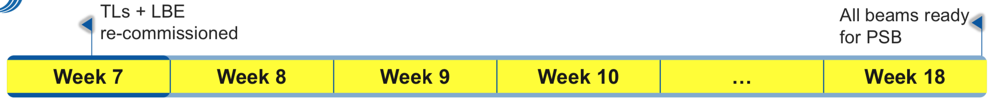 TLs + LBE
re-commissioned
All beams ready
for PSB
Week 7
Week 8
Week 9
Week 10
...
Week 18